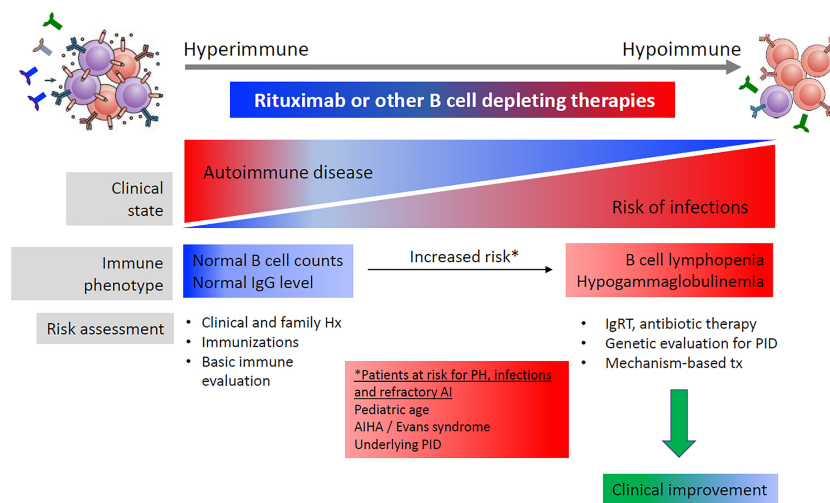 Hyperimmune
Hypoimmune
Rituximab or other B cell depleting therapies
Clinical
state
Autoimmune disease
Risk of infections
Immune
phenotype
Normal B cell counts
Normal IgG level
Increased risk*
B cell lymphopenia
Hypogammaglobulinemia
Risk assessment
• Clinical and family Hx
• Immunizations
• Basic immune
evaluation
• IgRT, antibiotic therapy
• Genetic evaluation for PID
• Mechanism-based tx
*Patients at risk for PH, infections
and refractory AI
Pediatric age
AIHA / Evans syndrome
Underlying PID
Clinical improvement